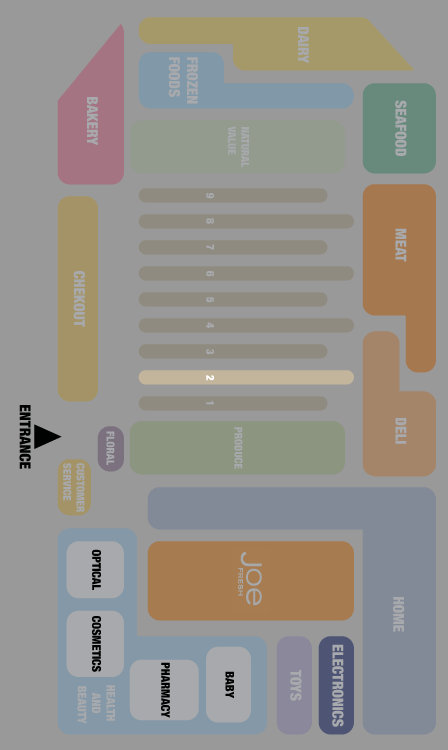 DAIRY
FROZEN
FOODS
SEAFOOD
BAKERY
NATURAL
VALUE
MEAT
9
8
7
6
5
4
3
2
1
CHEKOUT
DELI
PRODUCE
FLORAL
ENTRANCE
CUSTOMER
SERVICE
HOME
Joe
FRESH
OPTICAL
COSMETICS
HEALTH
AND
BEAUTY
PHARMACY
BABY
TOYS
ELECTRONICS